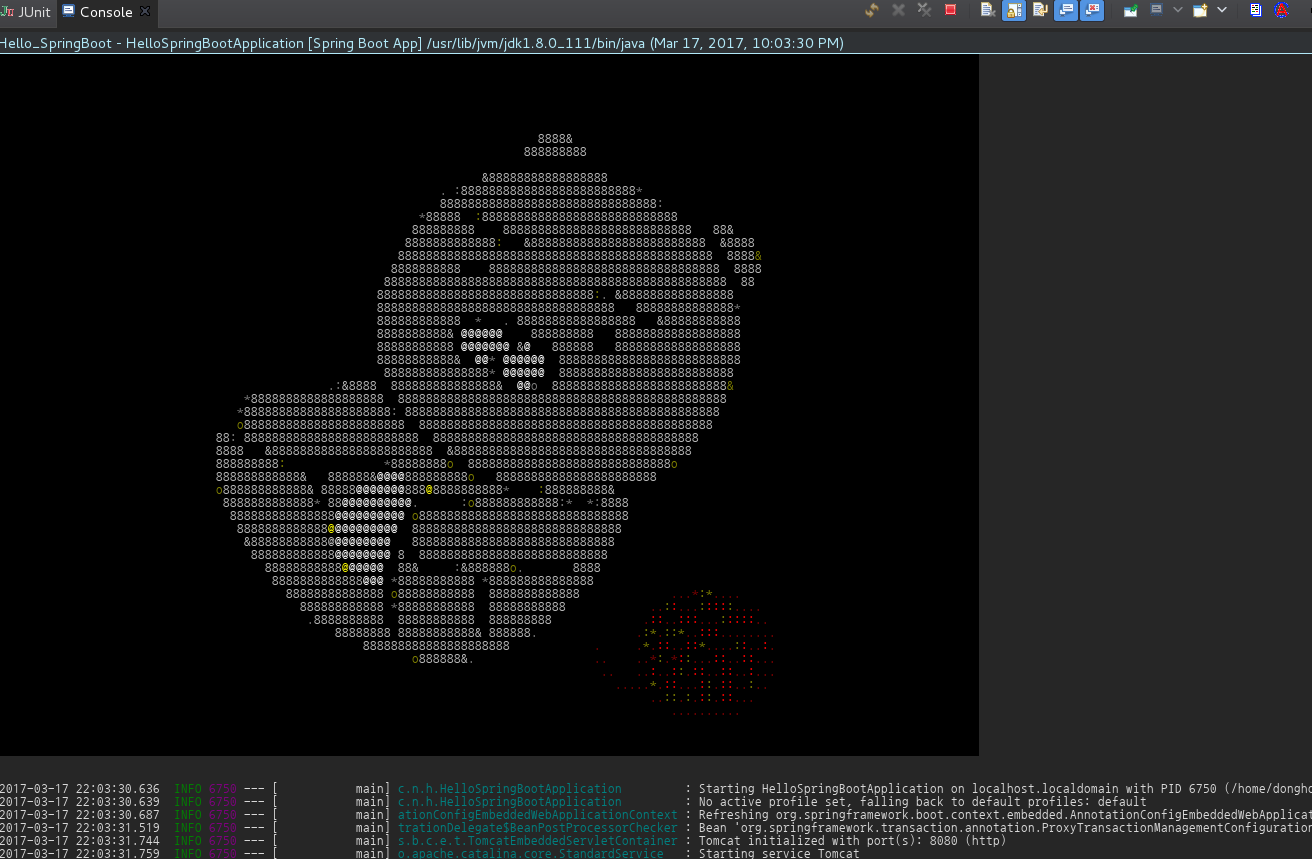 JUnit Console
Hello_SpringBoot - HelloSpringBootApplication [Spring Boot App] /usr/lib/jvm/jdk1.8.0_111/bin/java (Mar 17, 2017, 10:03:30 PM)
2017-03-17 22:03:30.636 INFO 6750 --- [ main] c.n.h.HelloSpringBootApplication : Starting HelloSpringBootApplication on localhost.localdomain with PID 6750 (/home/dongho
2017-03-17 22:03:30.639 INFO 6750 --- [ main] c.n.h.HelloSpringBootApplication : No active profile set, falling back to default profiles: default
2017-03-17 22:03:30.687 INFO 6750 --- [ main] ationConfigEmbeddedWebApplicationContext : Refreshing org.springframework.boot.context.embedded.AnnotationConfigEmbeddedWebApplica
2017-03-17 22:03:31.519 INFO 6750 --- [ main] trationDelegate$BeanPostProcessorChecker : Bean 'org.springframework.transaction.annotation.ProxyTransactionManagementConfiguration
2017-03-17 22:03:31.744 INFO 6750 --- [ main] s.b.c.e.t.TomcatEmbeddedServletContainer : Tomcat initialized with port(s): 8080 (http)
2017-03-17 22:03:31.759 INFO 6750 --- [ main] o.apache.catalina.core.StandardService : Starting service Tomcat